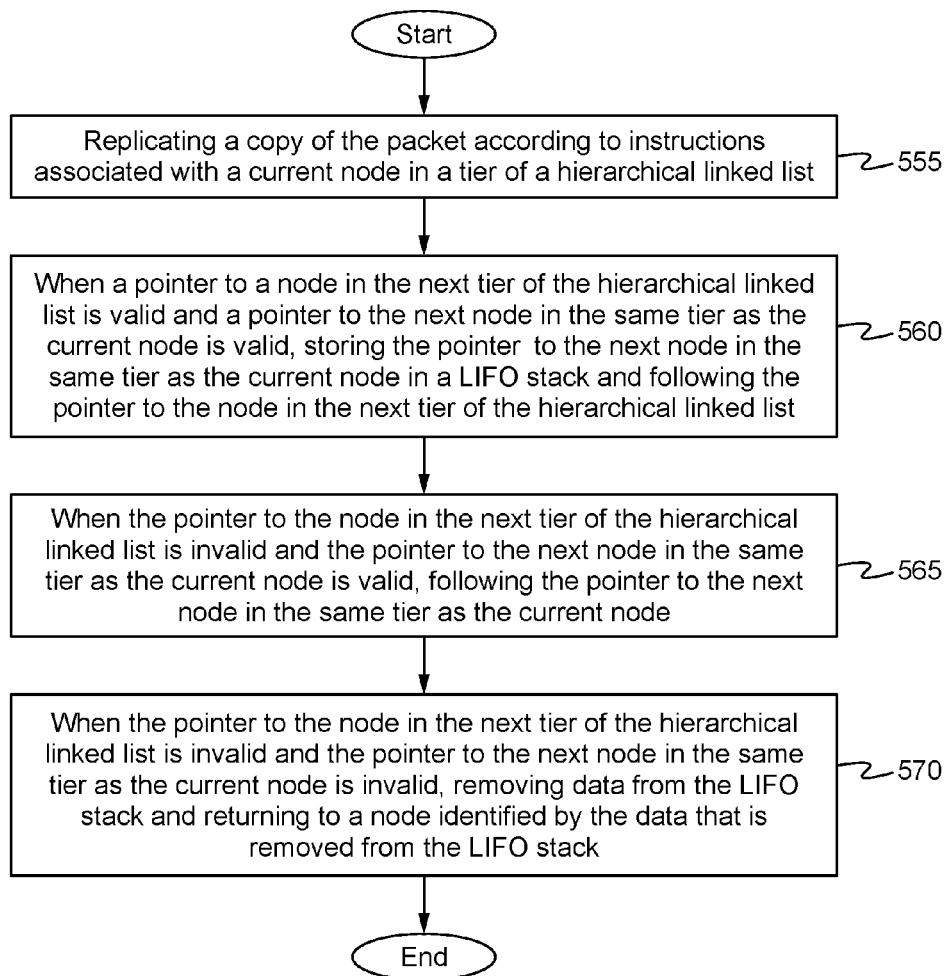 Start
Replicating a copy of the packet according to instructions
associated with a current node in a tier of a hierarchical linked list
555
When a pointer to a node in the next tier of the hierarchical linked
list is valid and a pointer to the next node in the same tier as the
current node is valid, storing the pointer to the next node in the
same tier as the current node in a LIFO stack and following the
pointer to the node in the next tier of the hierarchical linked list
560
When the pointer to the node in the next tier of the hierarchical
linked list is invalid and the pointer to the next node in the same
tier as the current node is valid, following the pointer to the next
node in the same tier as the current node
565
When the pointer to the node in the next tier of the hierarchical
linked list is invalid and the pointer to the next node in the same
tier as the current node is invalid, removing data from the LIFO
stack and returning to a node identified by the data that is
removed from the LIFO stack
570
End